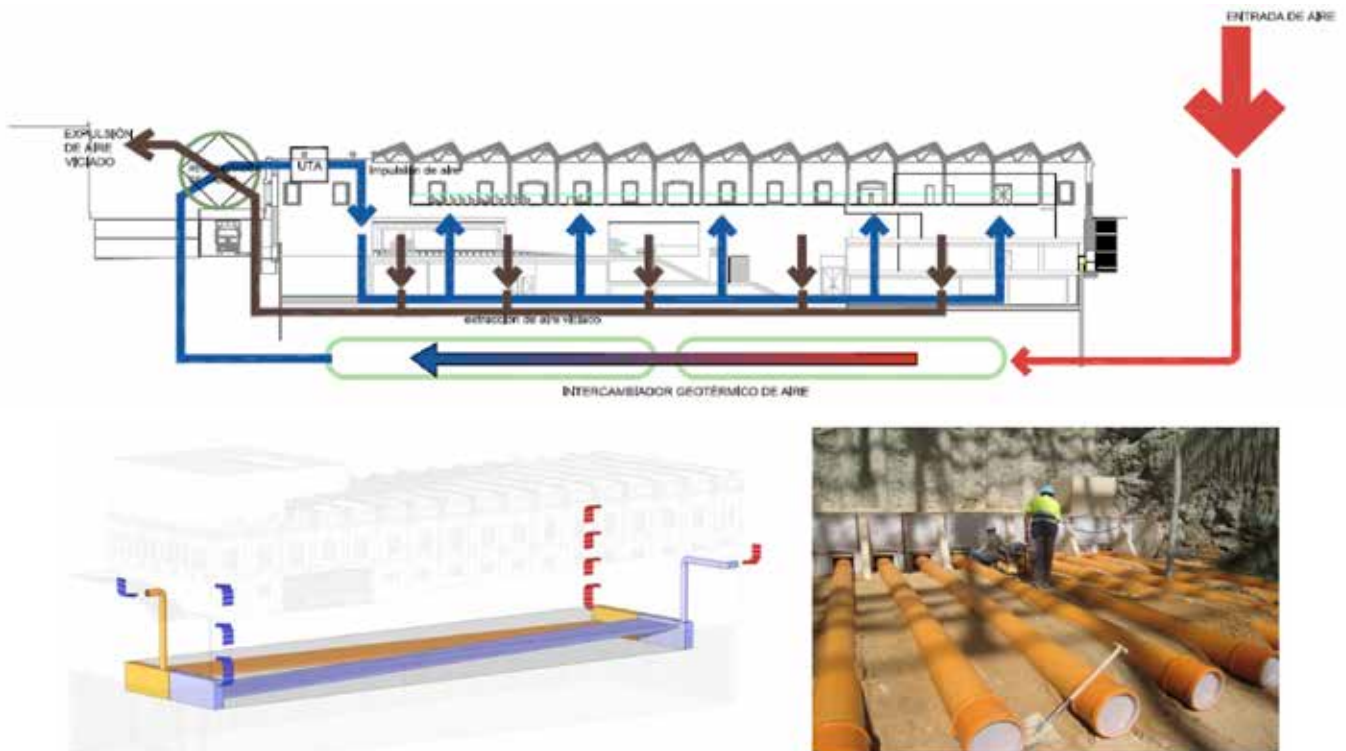 ENTRADA DE AIRE
EXPULSIÓN
DE AIRE
VICIADO
UTA
Impulsión de aire
extracción de aire viciado
INTERCAMBIADOR GEOTÉRMICO DE AIRE